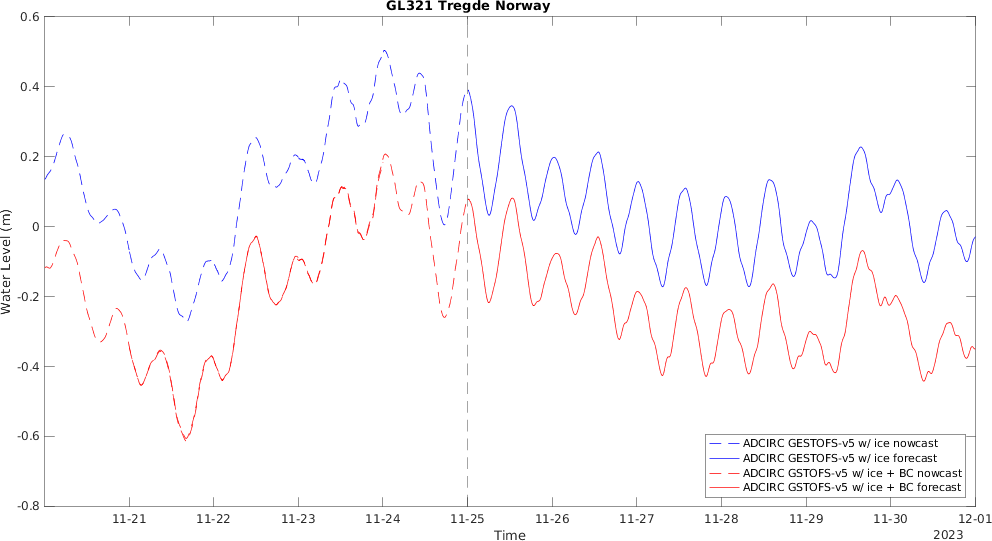 GL321 Tregde Norway
0.6
0.4
0.2
0
-0.2
-0.4
-0.6
-0.8
Water Level (m)
11-21 11-22 11-23 11-24 11-25 11-26 11-27 11-28 11-29 11-30 12-01
Time
2023
ADCIRC GESTOFS-v5 w/ ice nowcast
ADCIRC GESTOFS-v5 w/ ice forecast
ADCIRC GSTOFS-v5 w/ ice + BC nowcast
ADCIRC GSTOFS-v5 w/ ice + BC forecast